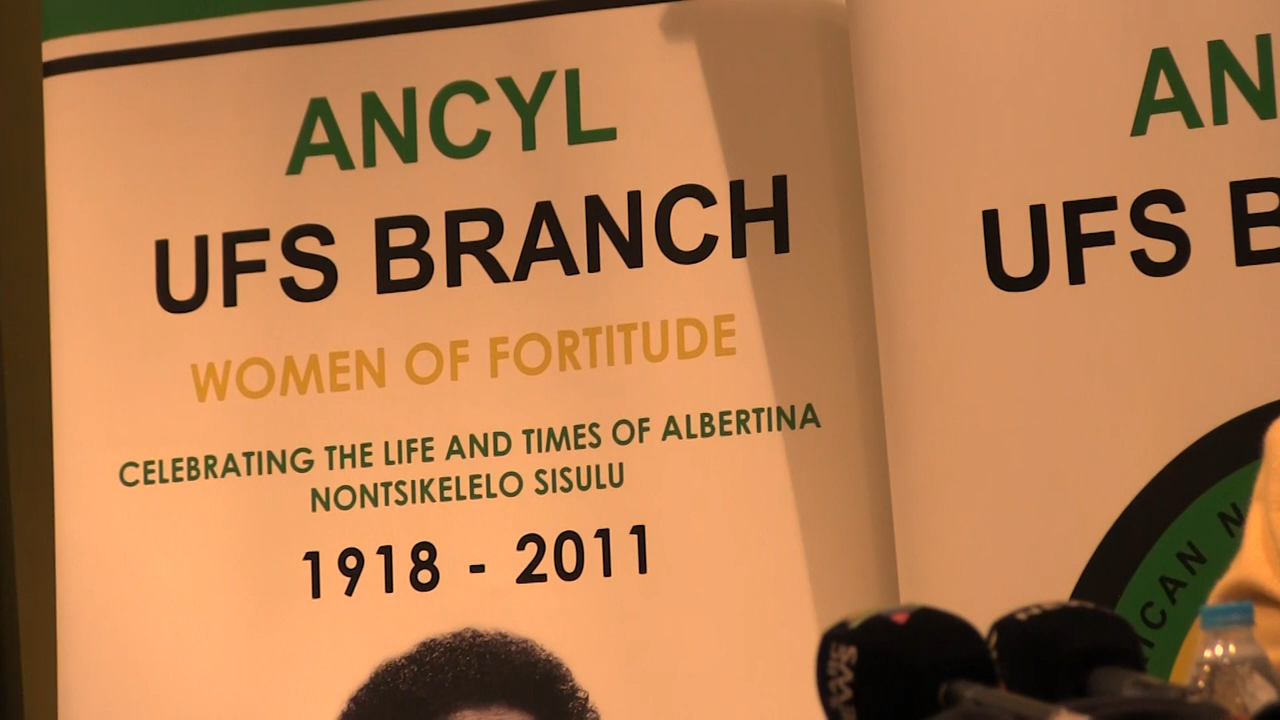 ANCYL
UFS BRANCH
WOMEN OF FORTITUDE
CELEBRATING THE LIFE AND TIMES OF ALBERTINA
NONTSIKELELO SISULU
1918 - 2011
AN
UFS B
ICAN N